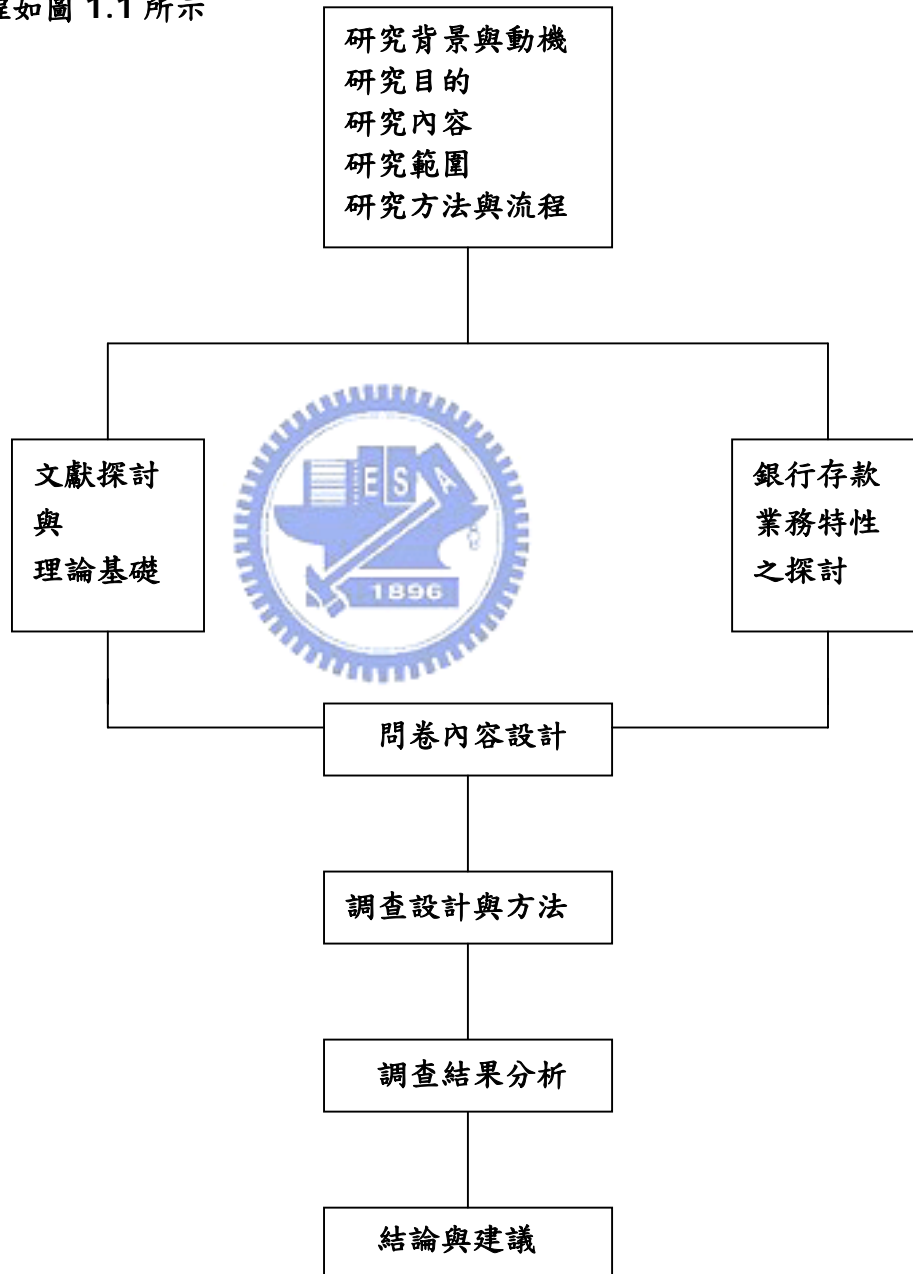 程如圖 1.1 所示
研究背景與動機
研究目的
研究內容
研究範圍
研究方法與流程
文獻探討
與
理論基礎
銀行存款
業務特性
之探討
E S A
1896
問卷內容設計
調查設計與方法
調查結果分析
結論與建議